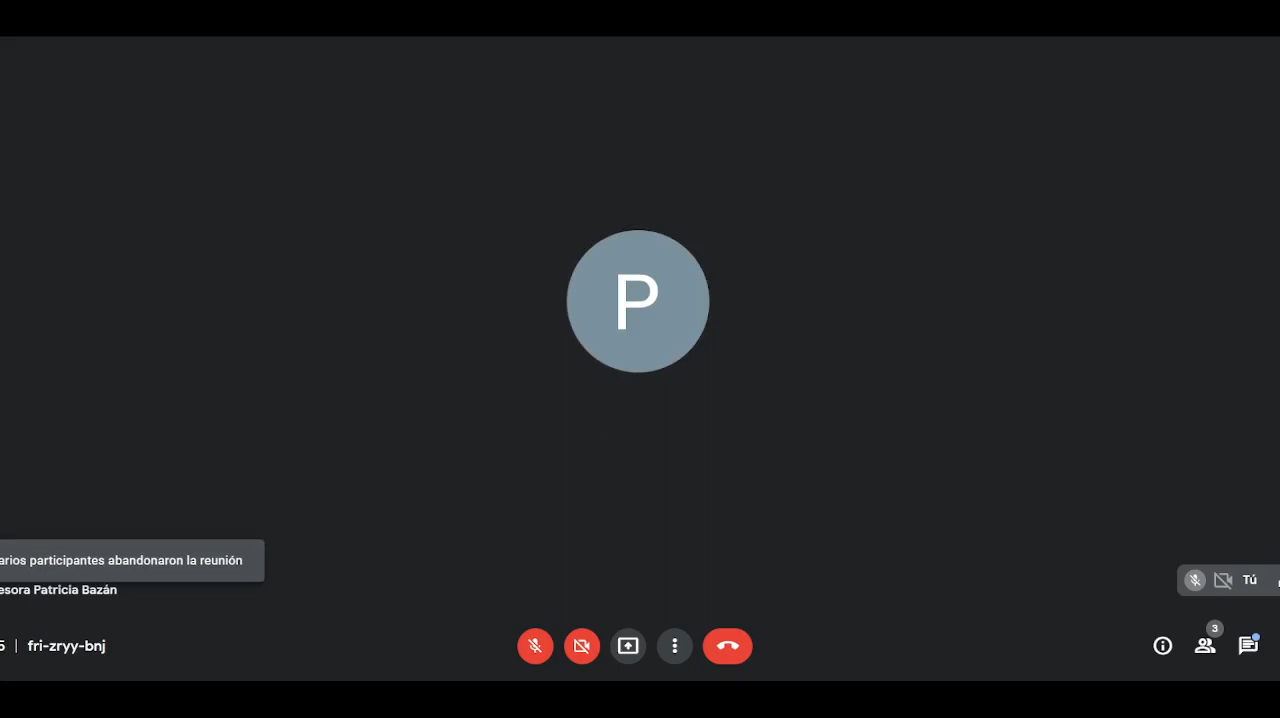 P
arios participantes abandonaron la reunión
esora Patricia Bazán
Tú
5 | fri-zryy-bnj
3